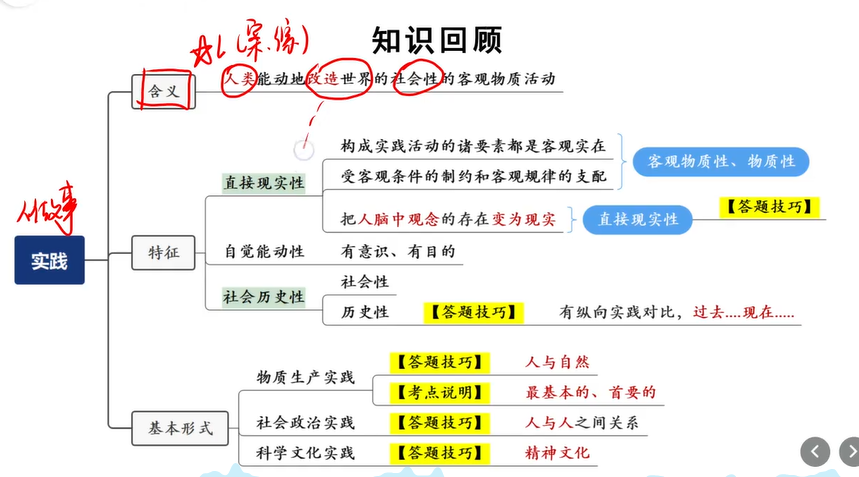 知识回顾
含义
人类能动地改造世界的社会性的客观物质活动
构成实践活动的诸要素都是客观实在
受客观条件的制约和客观规律的支配
客观物质性、物质性
直接现实性
把人脑中观念的存在变为现实
直接现实性
【答题技巧】
实践
特征
自觉能动性
有意识、有目的
社会历史性
社会性
历史性
【答题技巧】
有纵向实践对比，过去....现在.....
基本形式
物质生产实践
【答题技巧】
人与自然
【考点说明】
最基本的、首要的
社会政治实践
【答题技巧】
人与人之间关系
科学文化实践
【答题技巧】
精神文化